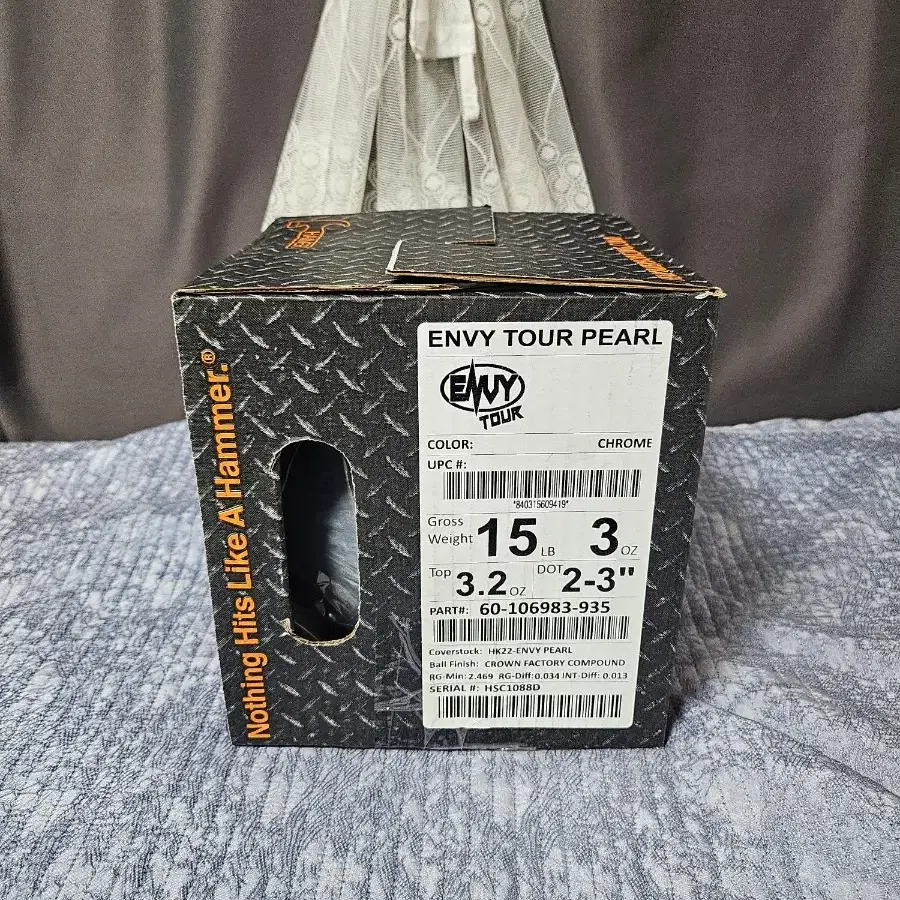 Nothing Hits Like A Hammer.®
ENVY TOUR PEARL
ENVY
TOUR
COLOR: CHROME
UPC #:
*840315609419*
Gross
Weight 15 LB 3 OZ
Top 3.2 OZ DOT 2-3"
PART#: 60-106983-935
Coverstock: HK22-ENVY PEARL
Ball Finish: CROWN FACTORY COMPOUND
RG-Min: 2.469 RG-Diff:0.034 INT-Diff: 0.013
SERIAL #: HSC1088D